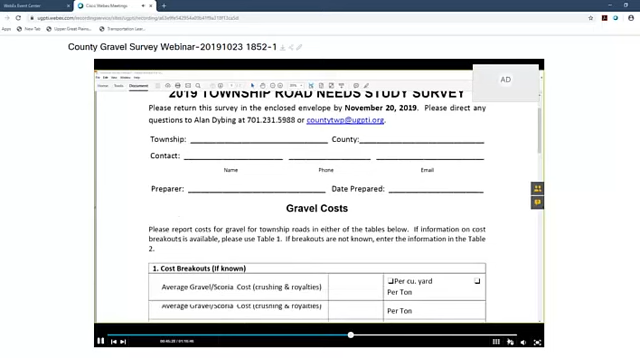 WebEx Event Center
Cisco Webex Meetings
Apps
New Tab
UGPTI
County Gravel Survey Webinar-20191023 1852-1
AD
Home Tools Document
2019 TOWNSHIP ROAD NEEDS STUDY SURVEY
Please return this survey in the enclosed envelope by November 20, 2019. Please direct any
questions to Alan Dybing at 701.231.5988 or countytwp@ugpti.org.
Township: County:
Contact:
Name Phone Email
Preparer: Date Prepared:
Gravel Costs
Please report costs for gravel for township roads in either of the tables below. If information on cost
breakouts is available, please use Table 1. If breakouts are not known, enter the information in the Table
2.
1. Cost Breakouts (If known)
Average Gravel/Scoria Cost (crushing & royalties) Per cu. yard
Per Ton
Average Gravel/Scoria Cost (crushing & royalties) Per Ton